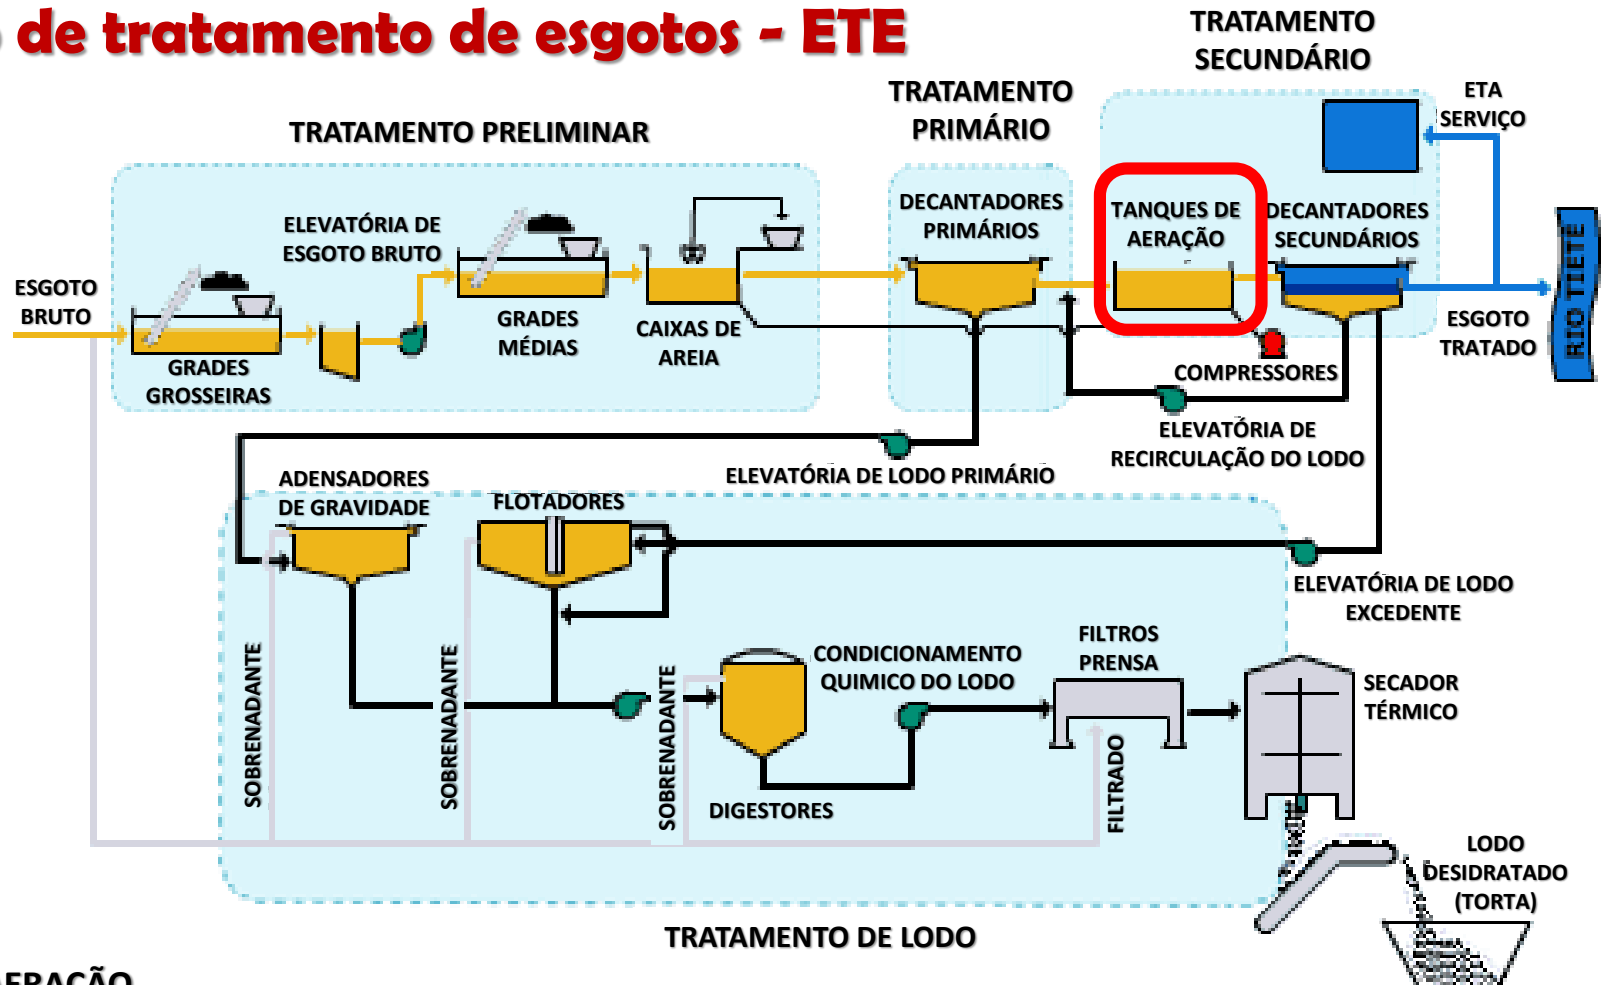 de tratamento de esgotos - ETE
TRATAMENTO
SECUNDÁRIO
TRATAMENTO
PRIMÁRIO
TRATAMENTO PRELIMINAR
ETA
SERVIÇO
ELEVATÓRIA DE
ESGOTO BRUTO
DECANTADORES
PRIMÁRIOS
TANQUES DE
AERAÇÃO
DECANTADORES
SECUNDÁRIOS
ESGOTO
BRUTO
GRADES
GROSSEIRAS
GRADES
MÉDIAS
CAIXAS DE
AREIA
COMPRESSORES
ESGOTO
TRATADO
RIO TIETÊ
ELEVATÓRIA DE
RECIRCULAÇÃO DO LODO
ELEVATÓRIA DE LODO PRIMÁRIO
ADENSADORES
DE GRAVIDADE
FLOTADORES
ELEVATÓRIA DE LODO
EXCEDENTE
SOBRENADANTE
SOBRENADANTE
SOBRENADANTE
CONDICIONAMENTO
QUIMICO DO LODO
FILTROS
PRENSA
SECADOR
TÉRMICO
DIGESTORES
FILTRADO
LODO
DESIDRATADO
(TORTA)
TRATAMENTO DE LODO
AERAÇÃO